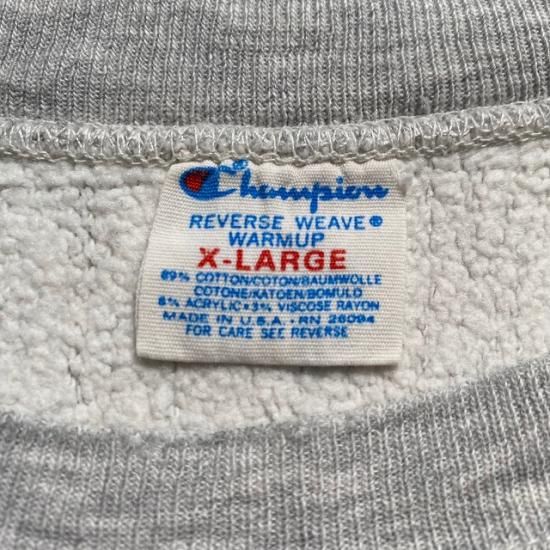 Champion
REVERSE WEAVE®
WARMUP
X-LARGE
89% COTTON/COTON/BAUMWOLLE
COTONE/KATOEN/BOMULD
8% ACRYLIC • 3% VISCOSE RAYON
MADE IN U.S.A. • RN 26094
FOR CARE SEE REVERSE